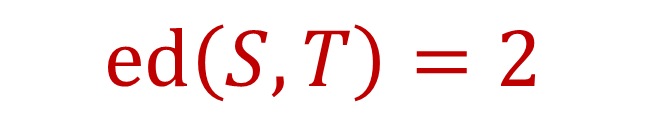 ed(S, T) = 2